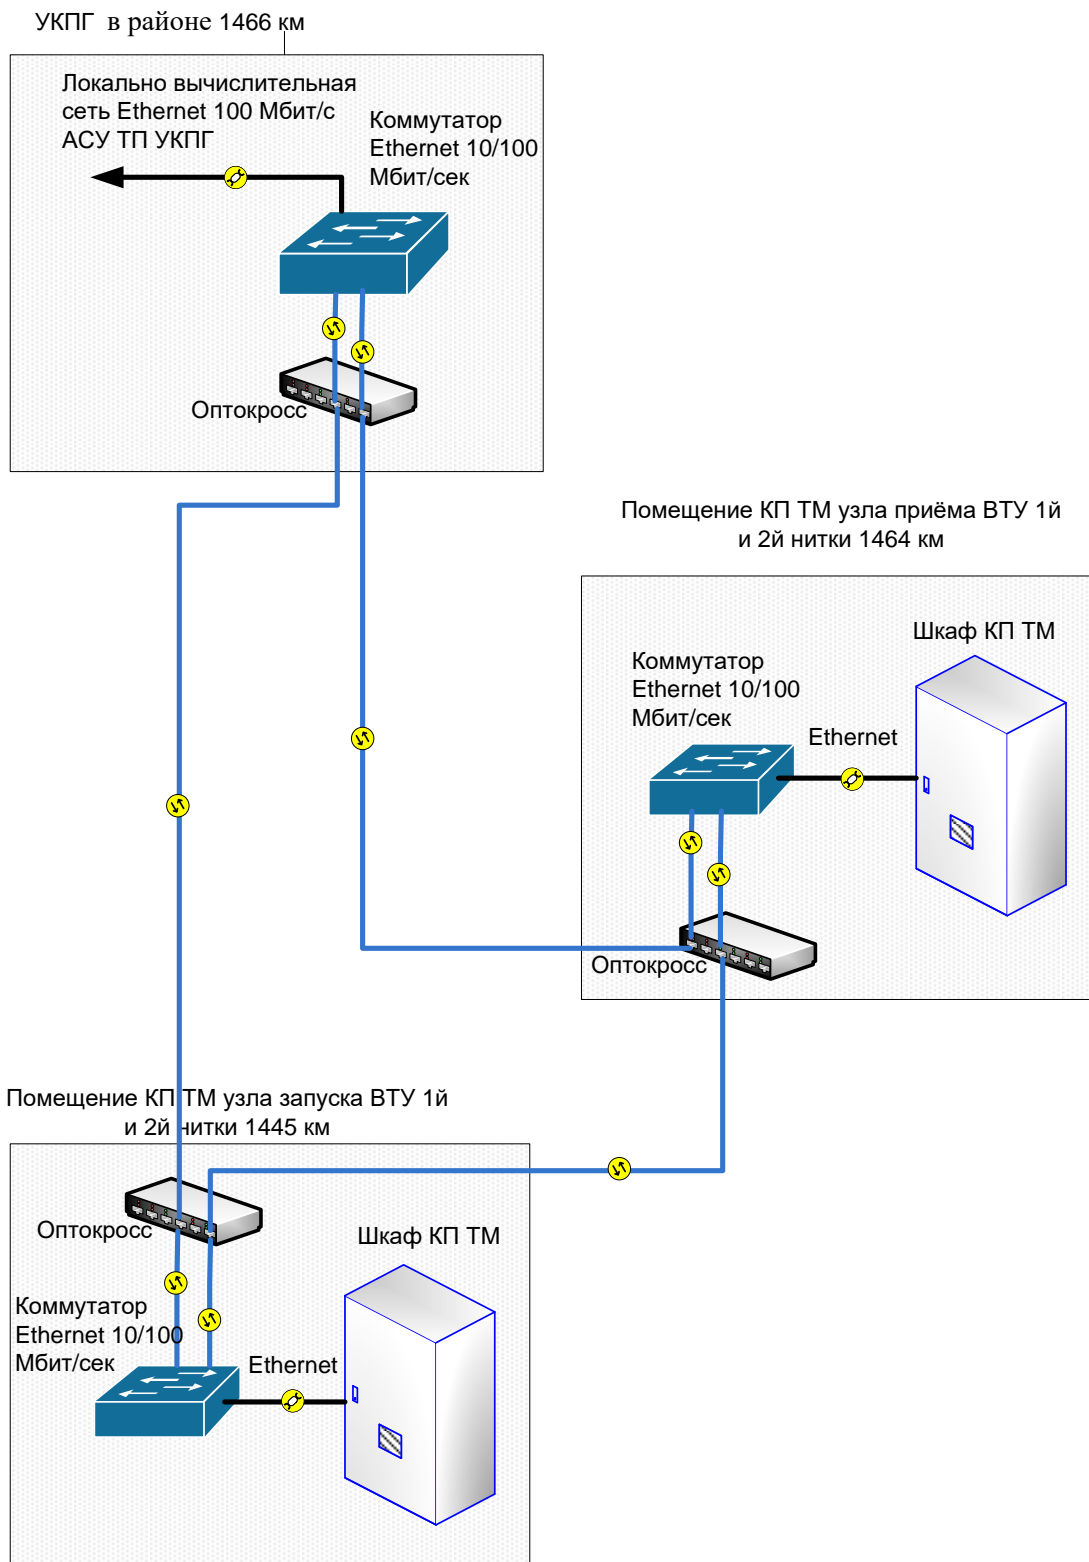 УКПГ в районе 1466 км
Локально вычислительная
сеть Ethernet 100 Мбит/с
АСУ ТП УКПГ
Коммутатор
Ethernet 10/100
Мбит/сек
Оптокросс
Помещение КП ТМ узла приёма ВТУ 1й
и 2й нитки 1464 км
Шкаф КП ТМ
Коммутатор
Ethernet 10/100
Мбит/сек
Ethernet
Оптокросс
Помещение КП ТМ узла запуска ВТУ 1й
и 2й нитки 1445 км
Оптокросс
Шкаф КП ТМ
Коммутатор
Ethernet 10/100
Мбит/сек
Ethernet